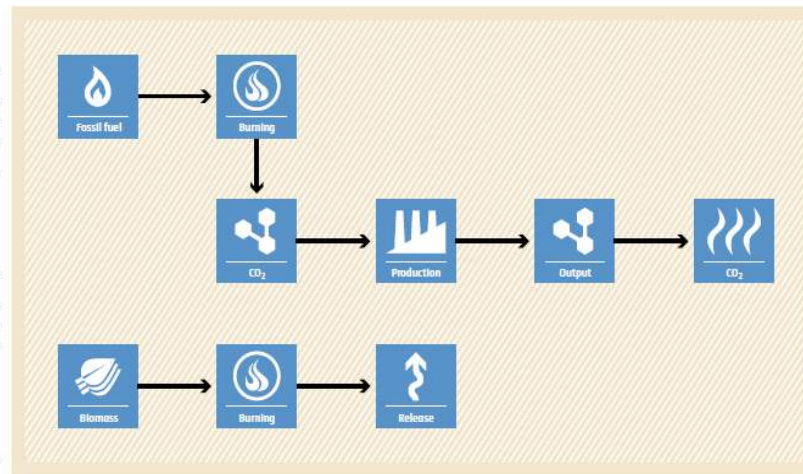 Fossil fuel
Burning
CO₂
Production
Output
CO₂
Biomass
Burning
Release